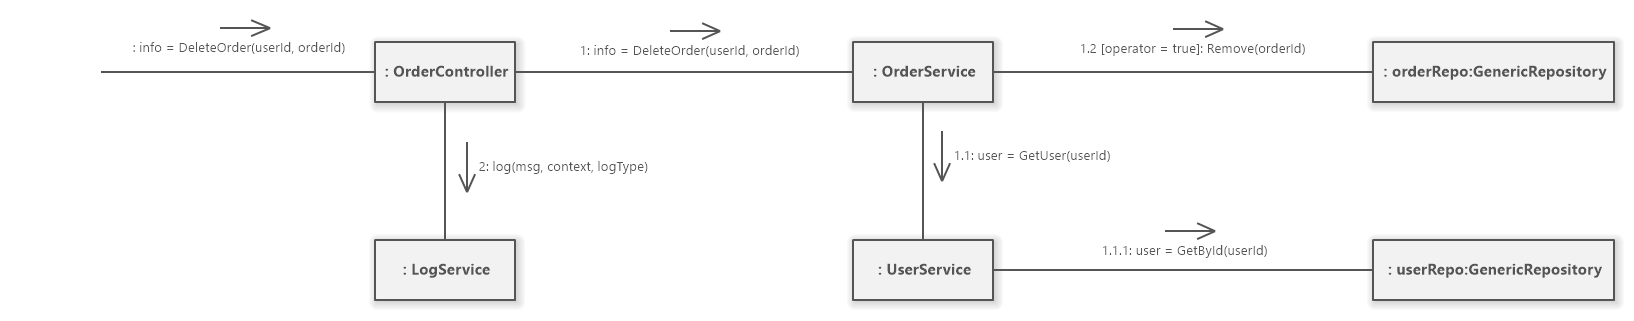 : info = DeleteOrder(userId, orderId)
1: info = DeleteOrder(userId, orderId)
1.2 [operator = true]: Remove(orderId)
: OrderController
: OrderService
: orderRepo:GenericRepository
2: log(msg, context, logType)
1.1: user = GetUser(userId)
1.1.1: user = GetById(userId)
: LogService
: UserService
: userRepo:GenericRepository